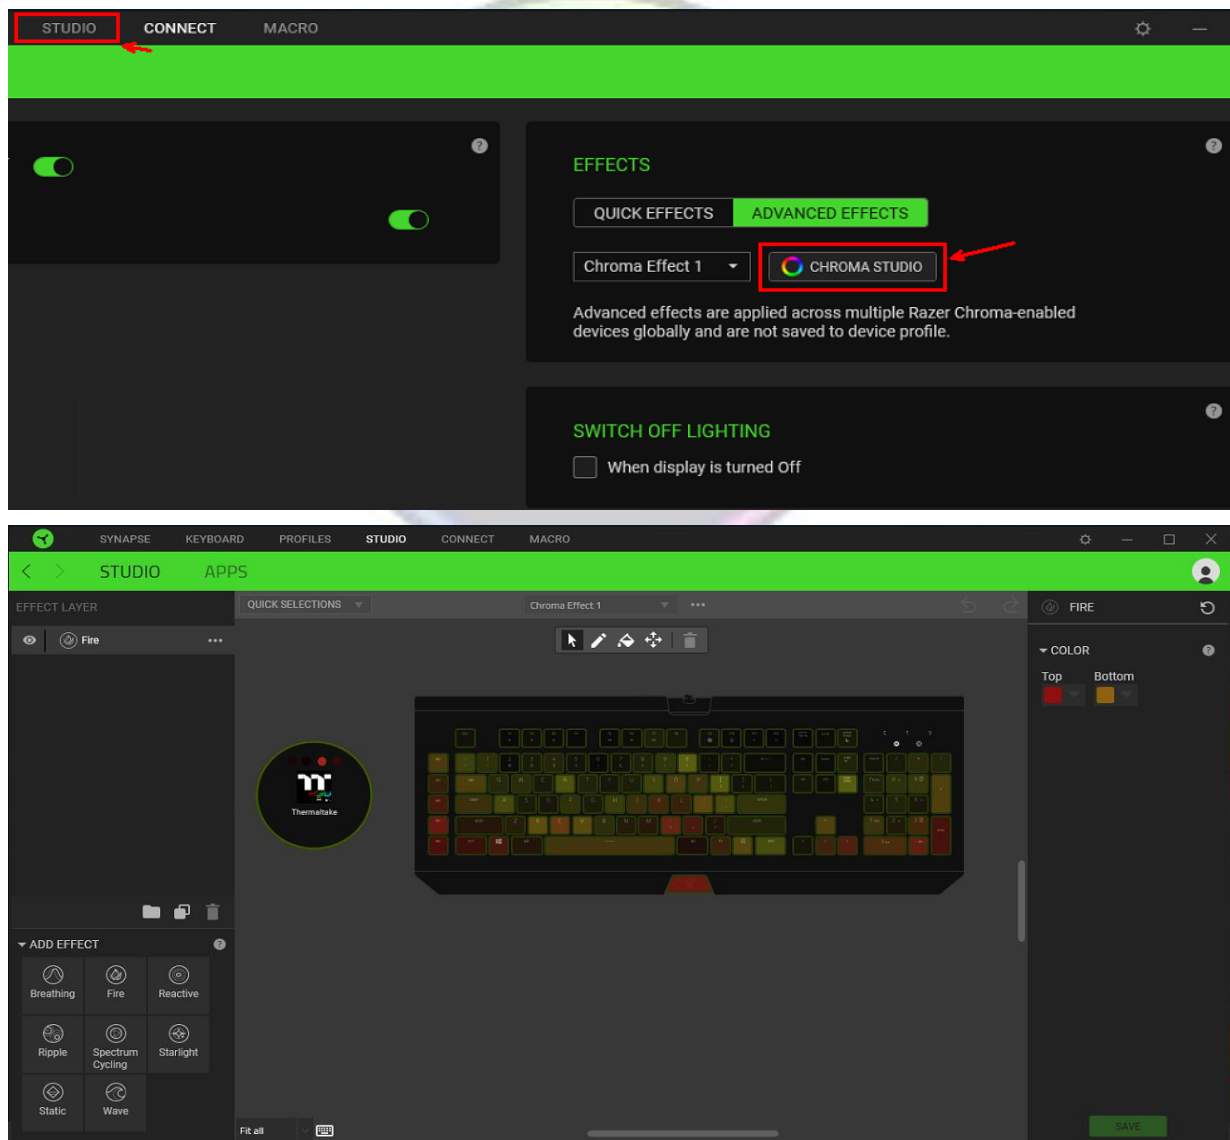 STUDIO CONNECT MACRO
EFFECTS
QUICK EFFECTS ADVANCED EFFECTS
Chroma Effect 1 CHROMA STUDIO
Advanced effects are applied across multiple Razer Chroma-enabled
devices globally and are not saved to device profile.
SWITCH OFF LIGHTING
When display is turned Off
SYNAPSE KEYBOARD PROFILES STUDIO CONNECT MACRO
STUDIO APPS
EFFECT LAYER
QUICK SELECTIONS Chroma Effect 1
FIRE
Fire
COLOR
Top Bottom
Thermaltake
ADD EFFECT
Breathing Fire Reactive
Ripple Spectrum Cycling Starlight
Static Wave
Fit all
SAVE